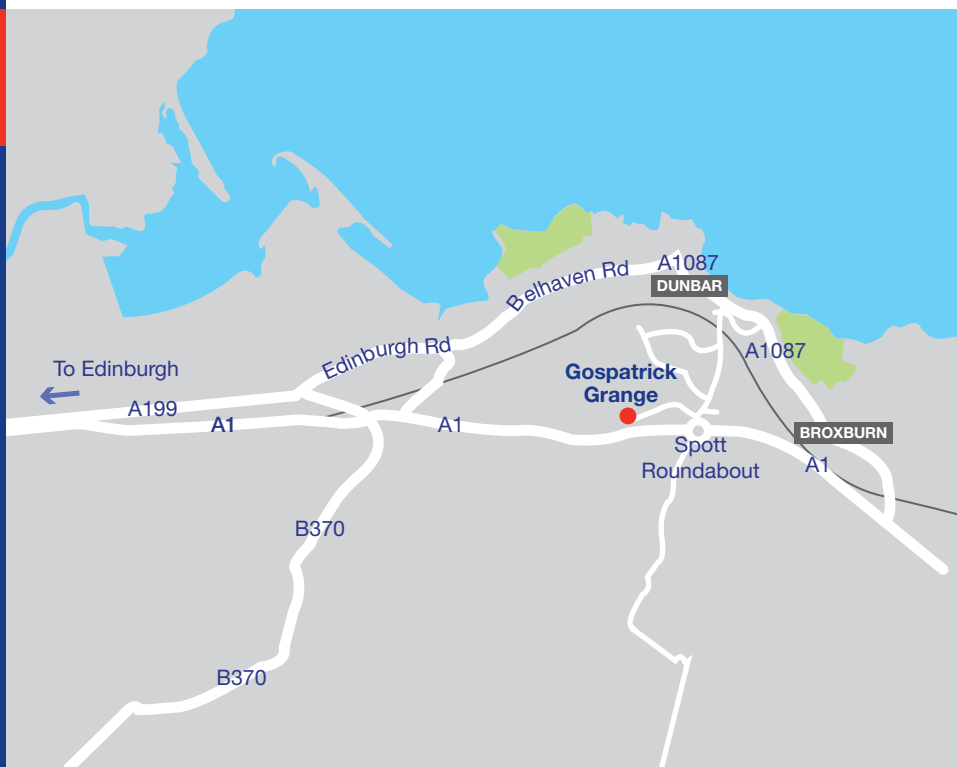 A1087
DUNBAR
Belhaven Rd
Edinburgh Rd
A1087
To Edinburgh
Gospatrick
Grange
A199
A1
A1
BROXBURN
Spott
Roundabout
A1
B370
B370